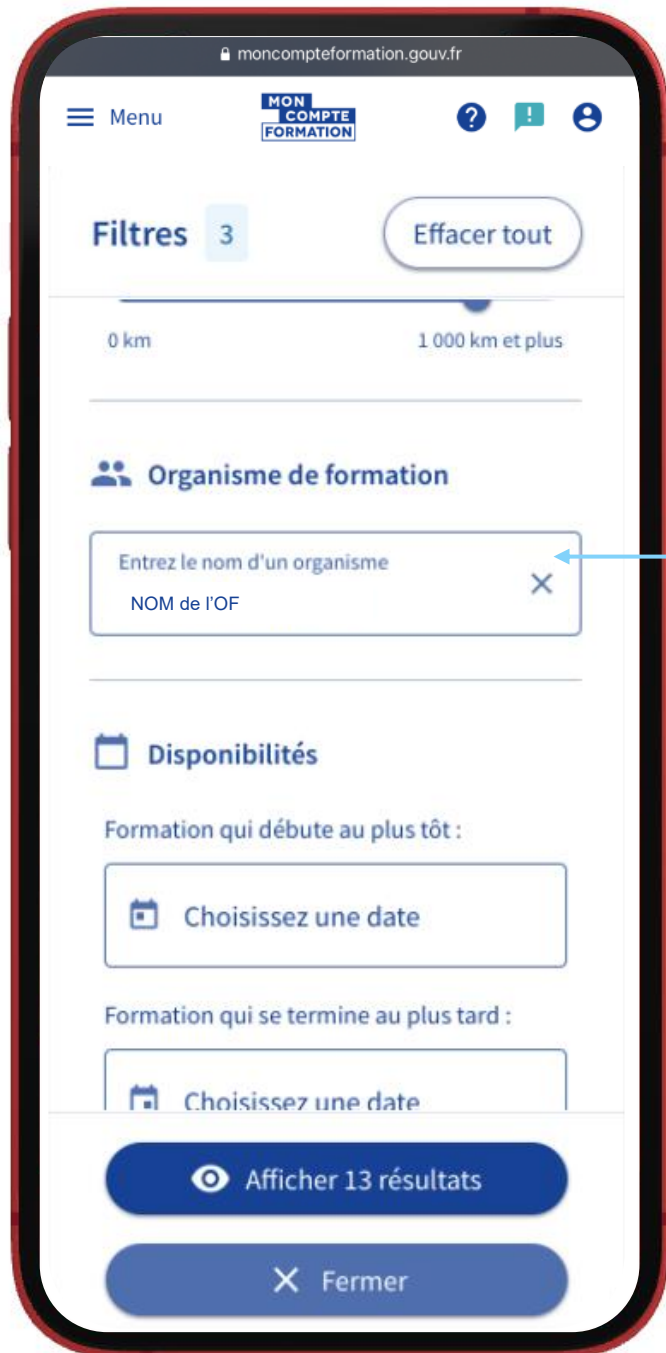 moncompteformation.gouv.fr
Menu
MON
COMPTE
FORMATION
?
!
Filtres 3
Effacer tout
0 km
1 000 km et plus
Organisme de formation
Entrez le nom d'un organisme
NOM de l'OF
Disponibilités
Formation qui débute au plus tôt :
Choisissez une date
Formation qui se termine au plus tard :
Choisissez une date
Afficher 13 résultats
Fermer